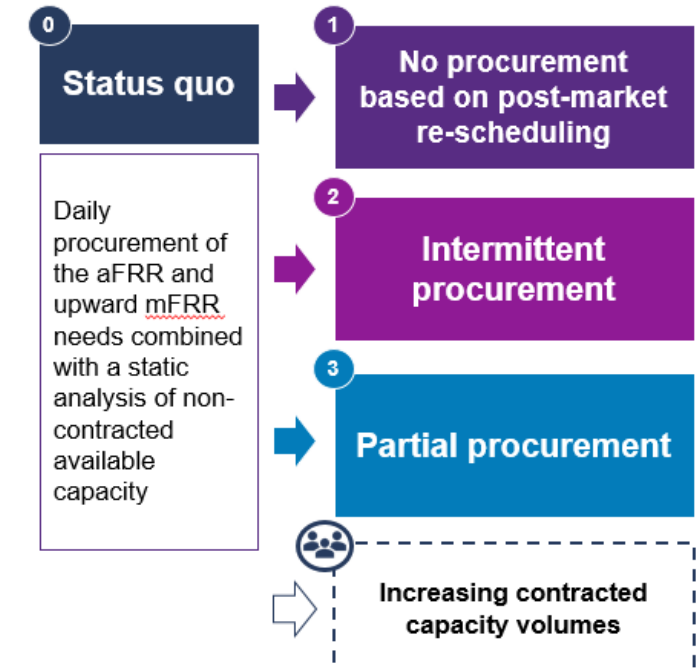 0
Status quo
Daily
procurement of
the aFRR and
upward mFRR
needs combined
with a static
analysis of non-
contracted
available
capacity
1
No procurement
based on post-market
re-scheduling
2
Intermittent
procurement
3
Partial procurement
Increasing contracted
capacity volumes